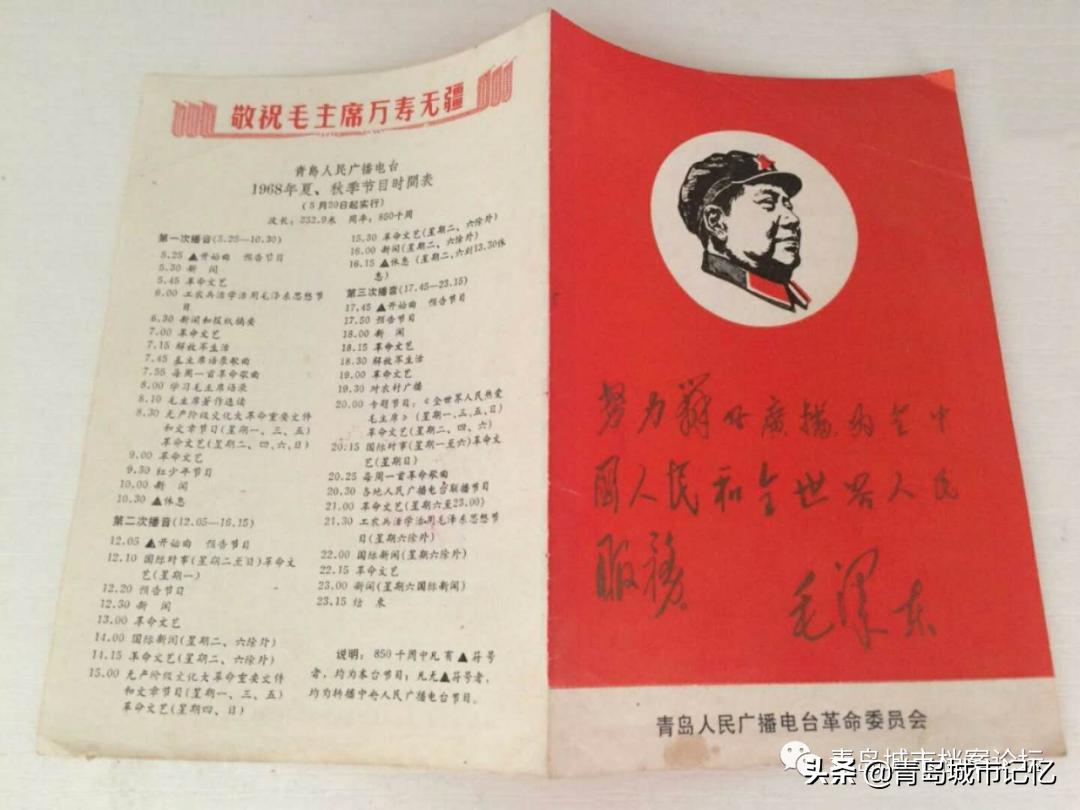 敬祝毛主席万寿无疆
青岛人民广播电台
1968年夏、秋季节目时间表
(5月20日起实行)
波长：352.9米 周率：850千周
第一次播音(5.25—10.30)
5.25 ▲开始曲 预告节目
5.30 新 闻
5.45 革命文艺
6.00 工农兵活学活用毛泽东思想节
目
6.30 新闻和报纸摘要
7.00 革命文艺
7.15 解放军生活
7.45 毛主席语录歌曲
7.55 每周一首革命歌曲
8.00 学习毛主席语录
8.10 毛主席著作选读
8.30 无产阶级文化大革命重要文件
和文章节目(星期一、三、五)
革命文艺(星期二、四、六、日)
9.00 革命文艺
9.30 红少年节目
10.00 新 闻
10.30 ▲休息
第二次播音(12.05—16.15)
12.05 ▲开始曲 预告节目
12.10 国际时事(星期二至日)革命文
艺(星期一)
12.20 预告节目
12.30 新 闻
13.00 革命文艺
14.00 国际新闻(星期二、六除外)
14.15 革命文艺(星期二、六除外)
15.00 无产阶级文化大革命重要文件
和文章节目(星期一、三、五)
革命文艺(星期四、日)
15.30 革命文艺(星期二、六除外)
16.00 新闻(星期二、六除外)
16.15 ▲休息 (星期二、六到13.30休
息)
第三次播音(17.45—23.15)
17.45 ▲开始曲 预告节目
17.50 预告节目
18.00 新 闻
18.15 革命文艺
18.30 解放军生活
19.00 革命文艺
19.30 对农村广播
20.00 专题节目：《全世界人民热爱
毛主席》(星期一、三、五、日)
革命文艺(星期二、四、六)
20.15 国际时事(星期一至六)革命文
艺(星期日)
20.25 每周一首革命歌曲
20.30 各地人民广播电台联播节目
21.00 革命文艺(星期六至23.00)
21.30 工农兵活学活用毛泽东思想节
目(星期六除外)
22.00 国际新闻(星期六除外)
22.15 革命文艺
23.00 新闻(星期六国际新闻)
23.15 结 束
说明：850千周中凡有▲符号
者，均为本台节目；凡无▲符号者，
均为转播中央人民广播电台节目。
努力办好廣播为全中
國人民和全世界人民
服務。
毛澤东
青岛人民广播电台革命委员会
青岛城市档案论坛
头条 @青岛城市记忆